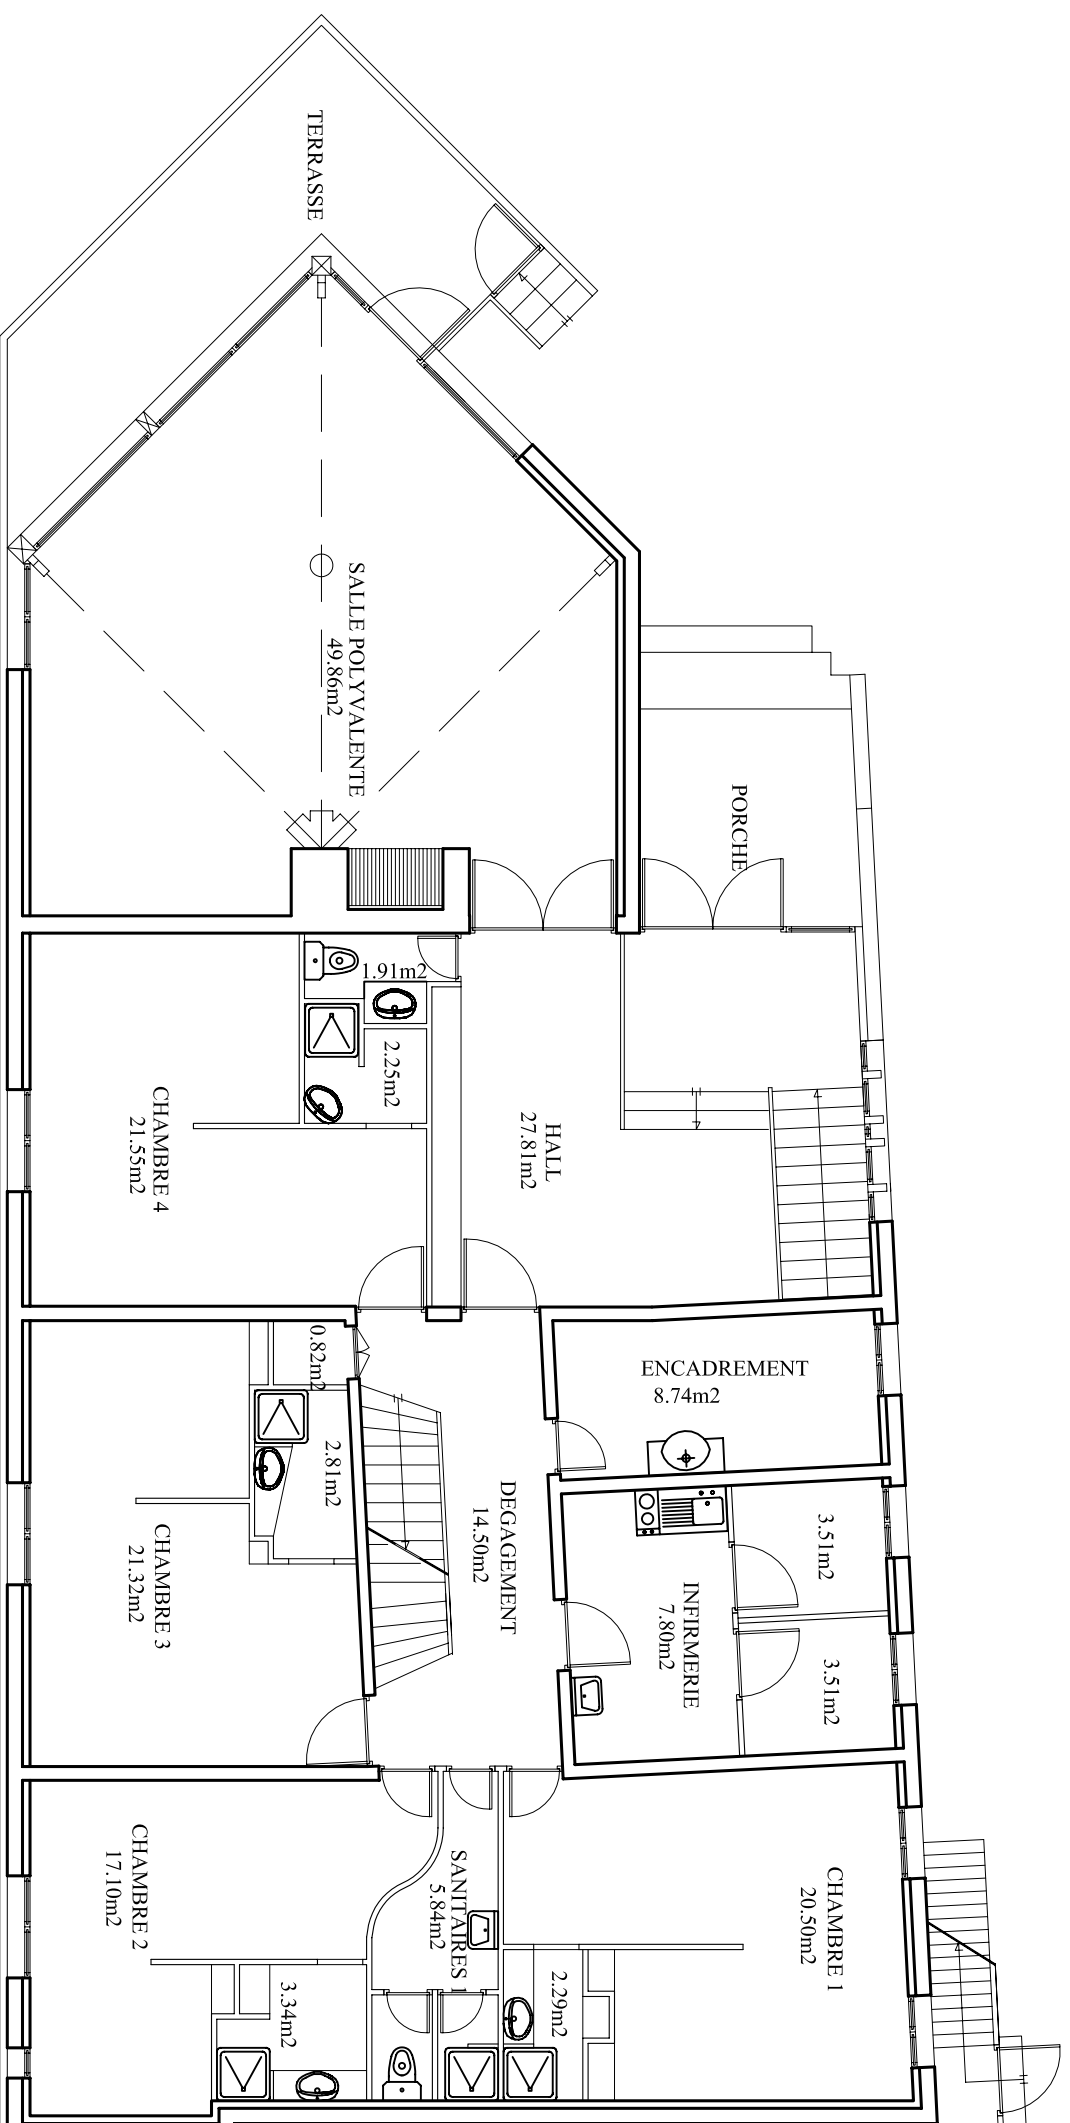 TERRASSE
SALLE POLYVALENTE
49.86m2
PORCHE
1.91m2
2.25m2
HALL
27.81m2
CHAMBRE 4
21.55m2
ENCADREMENT
8.74m2
0.82m2
2.81m2
DEGAGEMENT
14.50m2
3.51m2
CHAMBRE 3
21.32m2
INFIRMERIE
7.80m2
3.51m2
CHAMBRE 2
17.10m2
SANITAIRES 1
5.84m2
CHAMBRE 1
20.50m2
3.34m2
2.29m2